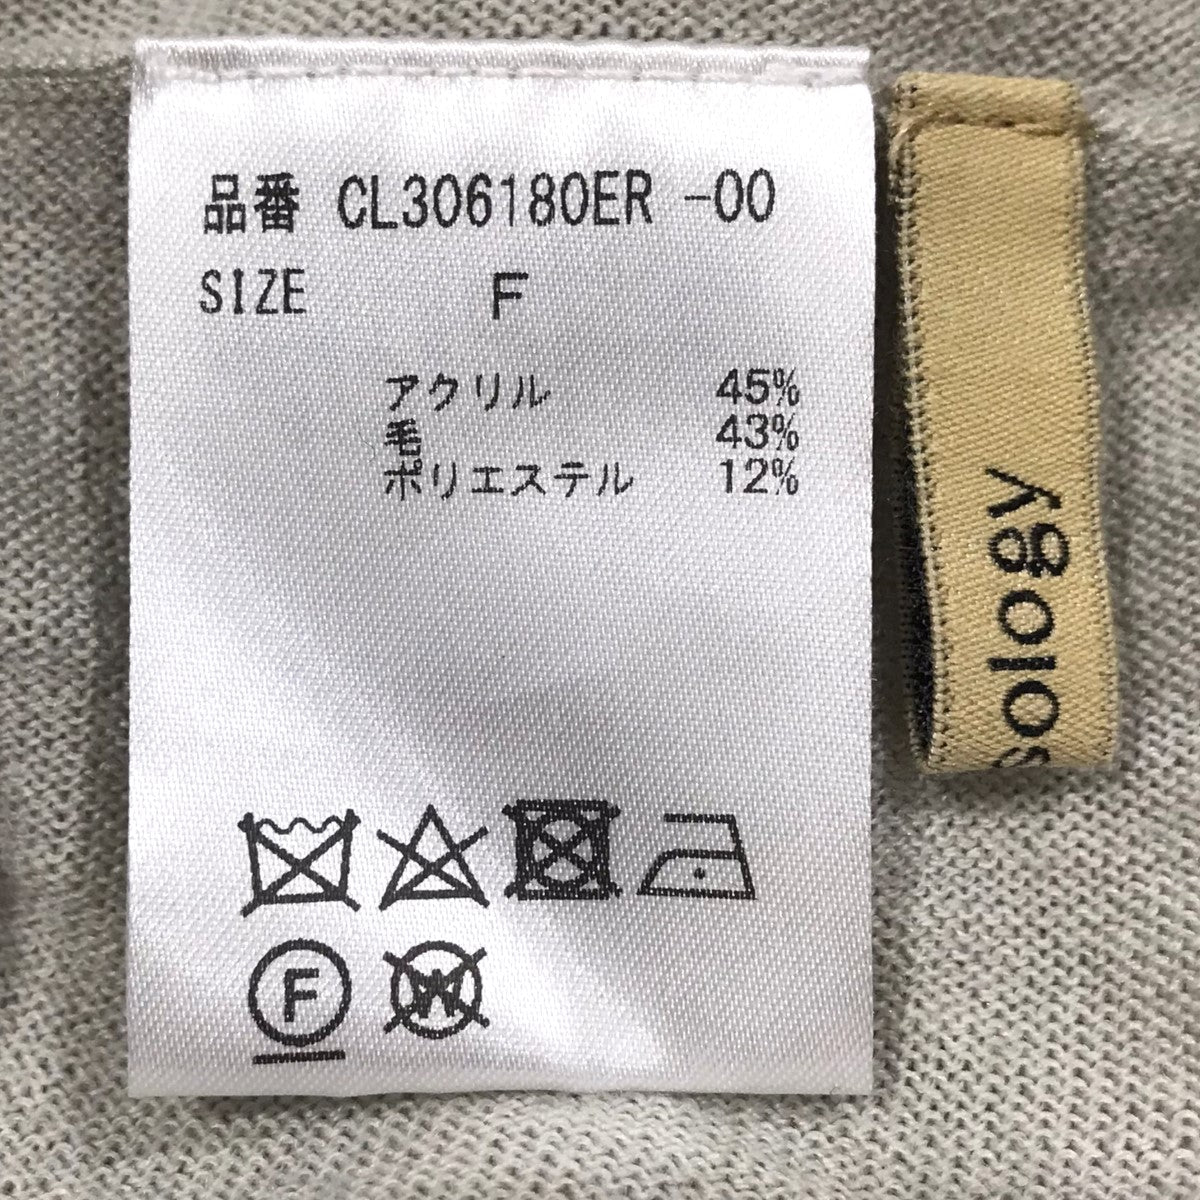 品番 CL306180ER -00
SIZE F
アクリル 45%
毛 43%
ポリエステル 12%
F
W
sology